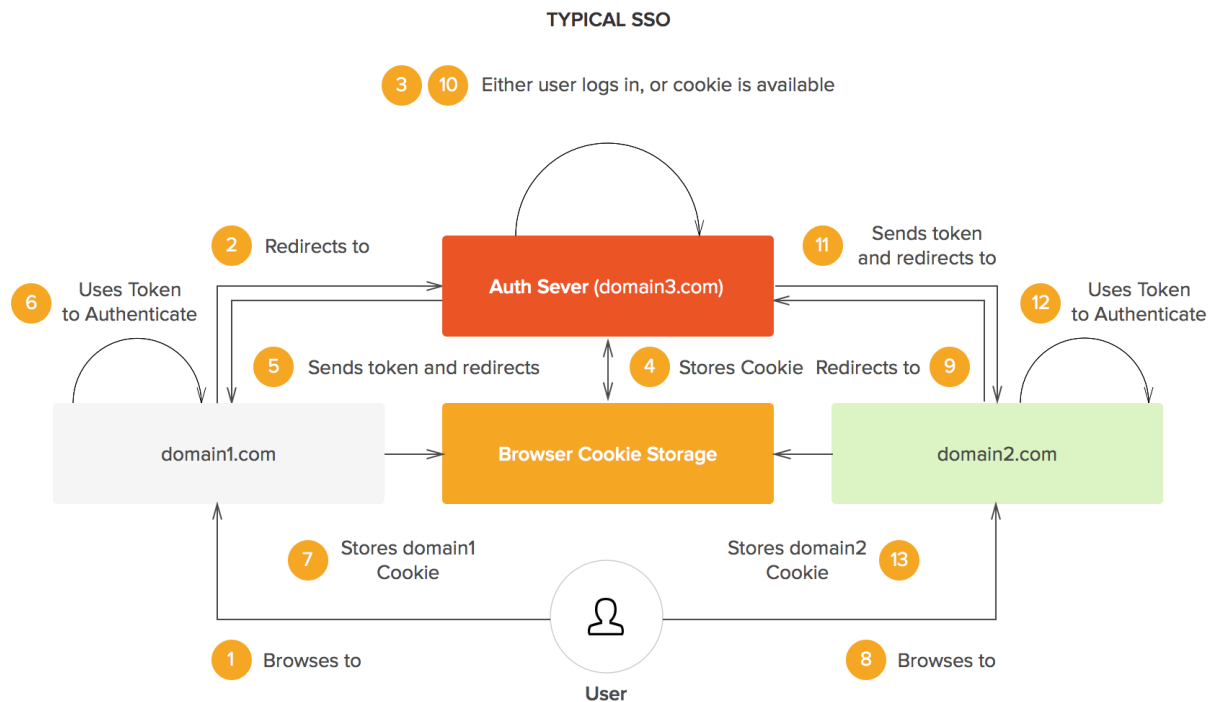 TYPICAL SSO
3 10 Either user logs in, or cookie is available
2 Redirects to
11 Sends token
and redirects to
Auth Sever (domain3.com)
6 Uses Token
to Authenticate
12 Uses Token
to Authenticate
5 Sends token and redirects
4 Stores Cookie
Redirects to 9
domain1.com
Browser Cookie Storage
domain2.com
7 Stores domain1
Cookie
Stores domain2
Cookie 13
1 Browses to
8 Browses to
User